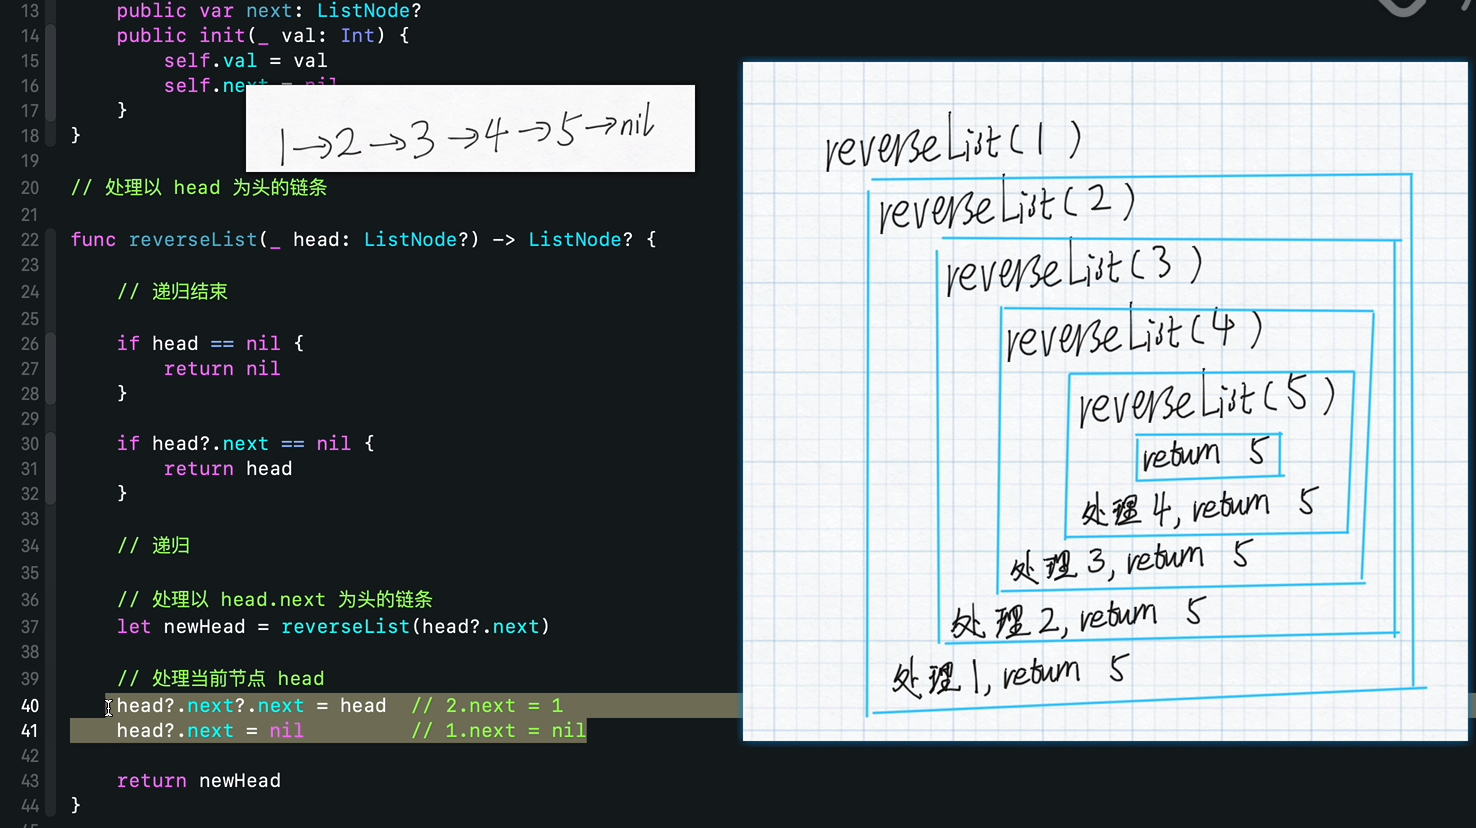 13 public var next: ListNode?
14 public init(_ val: Int) {
15 self.val = val
16 self.next = nil
17 }
18 }
19
20 // 处理以 head 为头的链条
21
22 func reverseList(_ head: ListNode?) -> ListNode? {
23
24 // 递归结束
25
26 if head == nil {
27 return nil
28 }
29
30 if head?.next == nil {
31 return head
32 }
33
34 // 递归
35
36 // 处理以 head.next 为头的链条
37 let newHead = reverseList(head?.next)
38
39 // 处理当前节点 head
40 head?.next?.next = head // 2.next = 1
41 head?.next = nil // 1.next = nil
42
43 return newHead
44 }
1→2→3→4→5→nil
reverseList(1)
reverseList(2)
reverseList(3)
reverseList(4)
reverseList(5)
return 5
处理4, return 5
处理3, return 5
处理2, return 5
处理1, return 5